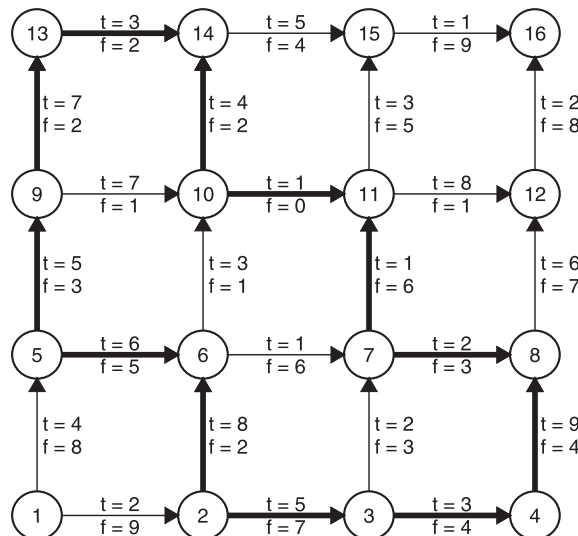 13 t = 3 14 t = 5 15 t = 1 16
f = 2 f = 4 f = 9
t = 7 t = 4 t = 3 t = 2
f = 2 f = 2 f = 5 f = 8
9 t = 7 10 t = 1 11 t = 8 12
f = 1 f = 0 f = 1
t = 5 t = 3 t = 1 t = 6
f = 3 f = 1 f = 6 f = 7
5 t = 6 6 t = 1 7 t = 2 8
f = 5 f = 6 f = 3
t = 4 t = 8 t = 2 t = 9
f = 8 f = 2 f = 3 f = 4
1 t = 2 2 t = 5 3 t = 3 4
f = 9 f = 7 f = 4